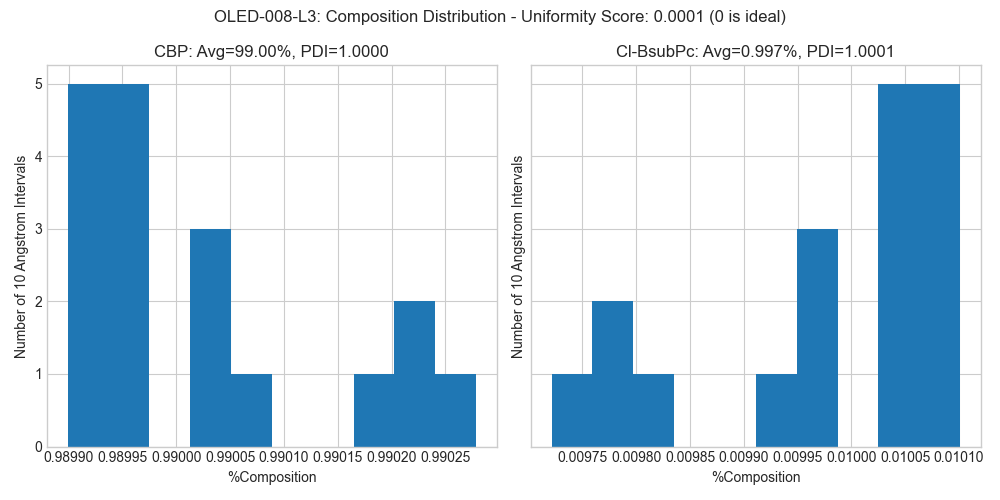 OLED-008-L3: Composition Distribution - Uniformity Score: 0.0001 (0 is ideal)
CBP: Avg=99.00%, PDI=1.0000
Cl-BsubPc: Avg=0.997%, PDI=1.0001
Number of 10 Angstrom Intervals
5
4
3
2
1
0
0.98990 0.98995 0.99000 0.99005 0.99010 0.99015 0.99020 0.99025
%Composition
Number of 10 Angstrom Intervals
0.00975 0.00980 0.00985 0.00990 0.00995 0.01000 0.01005 0.01010
%Composition